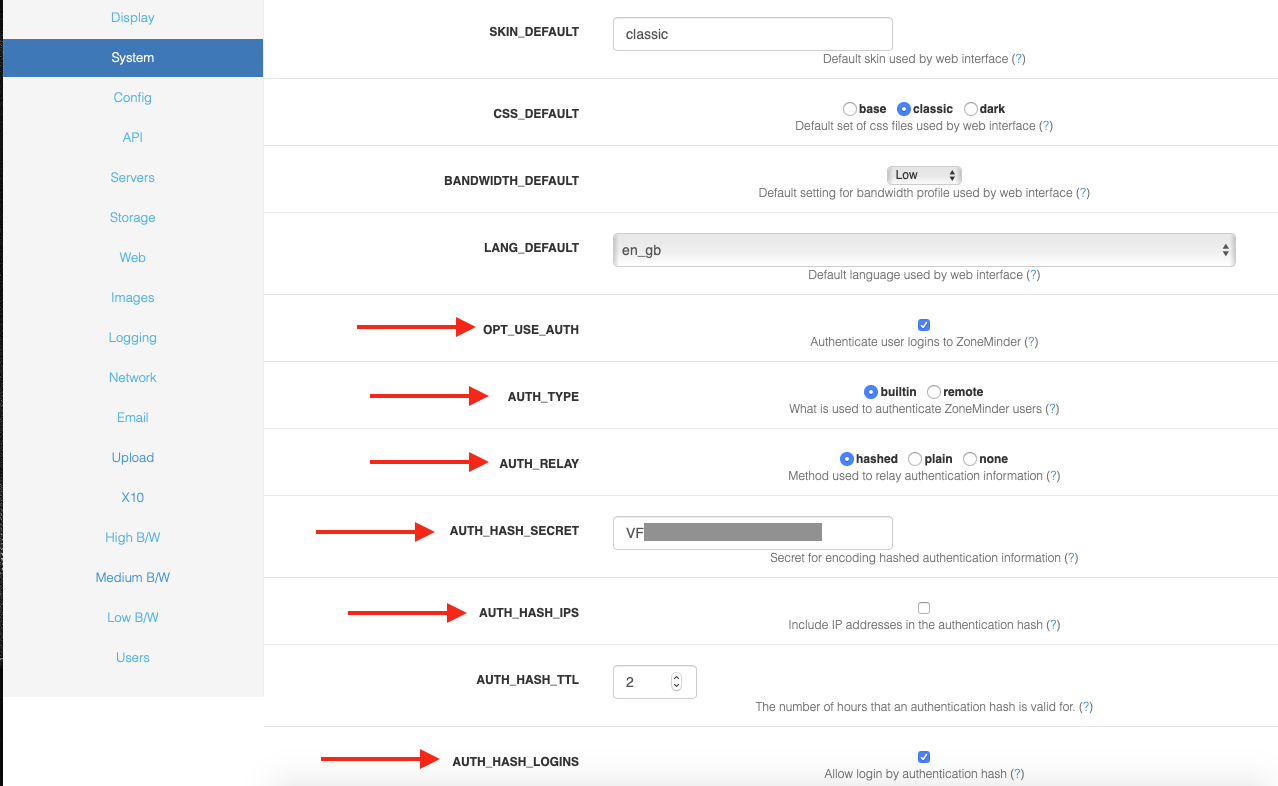 Display
System
Config
API
Servers
Storage
Web
Images
Logging
Network
Email
Upload
X10
High B/W
Medium B/W
Low B/W
Users
SKIN_DEFAULT
classic
Default skin used by web interface (?)
CSS_DEFAULT
base classic dark
Default set of css files used by web interface (?)
BANDWIDTH_DEFAULT
Low
Default setting for bandwidth profile used by web interface (?)
LANG_DEFAULT
en_gb
Default language used by web interface (?)
OPT_USE_AUTH
Authenticate user logins to ZoneMinder (?)
AUTH_TYPE
builtin remote
What is used to authenticate ZoneMinder users (?)
AUTH_RELAY
hashed plain none
Method used to relay authentication information (?)
AUTH_HASH_SECRET
VF
Secret for encoding hashed authentication information (?)
AUTH_HASH_IPS
Include IP addresses in the authentication hash (?)
AUTH_HASH_TTL
2
The number of hours that an authentication hash is valid for. (?)
AUTH_HASH_LOGINS
Allow login by authentication hash (?)